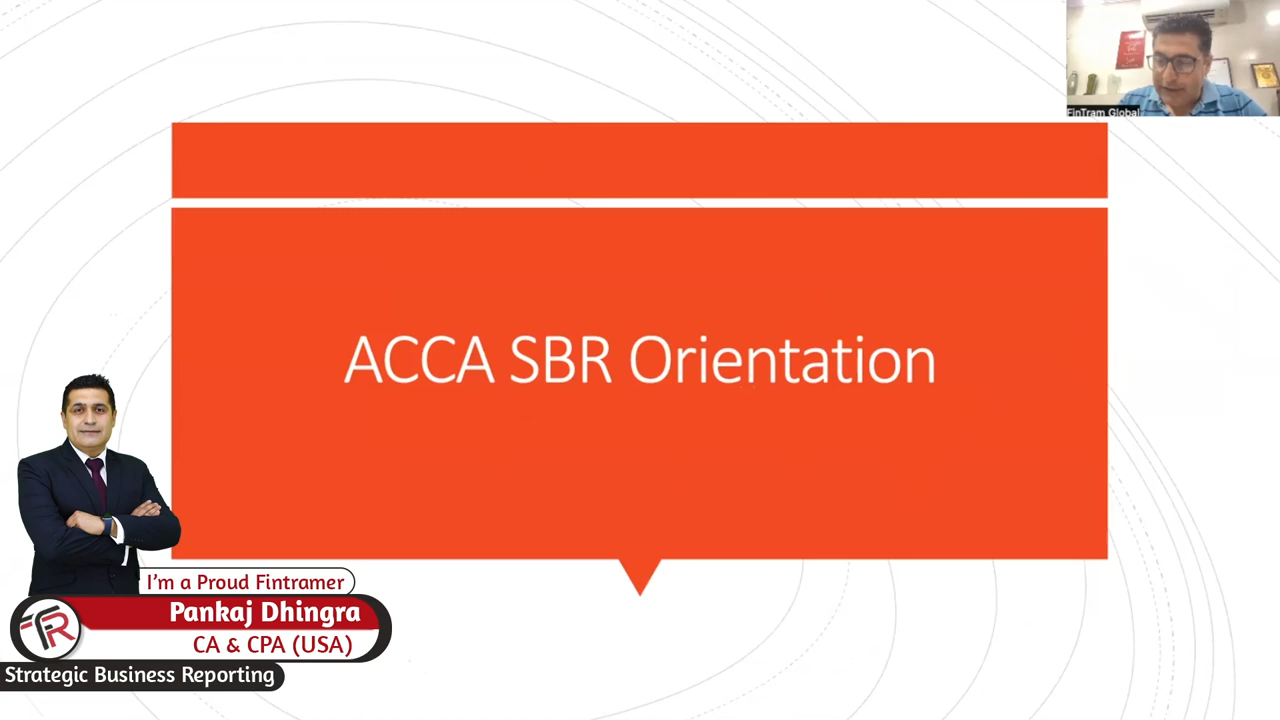 FinTram Global
ACCA SBR Orientation
I'm a Proud Fintramer
Pankaj Dhingra
CA & CPA (USA)
Strategic Business Reporting